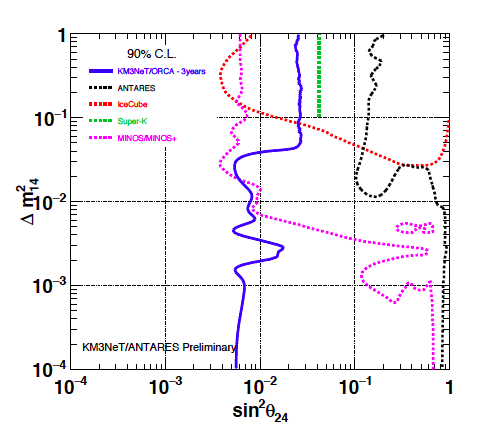 90% C.L.
KM3NeT/ORCA - 3years
ANTARES
IceCube
Super-K
MINOS/MINOS+
1
10⁻¹
10⁻²
10⁻³
10⁻⁴
Δ m²₁₄
KM3NeT/ANTARES Preliminary
10⁻⁴ 10⁻³ 10⁻² 10⁻¹ 1
sin²θ₂₄